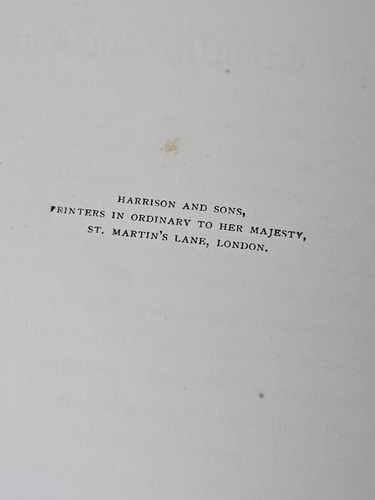 HARRISON AND SONS,
PRINTERS IN ORDINARY TO HER MAJESTY,
ST. MARTIN'S LANE, LONDON.